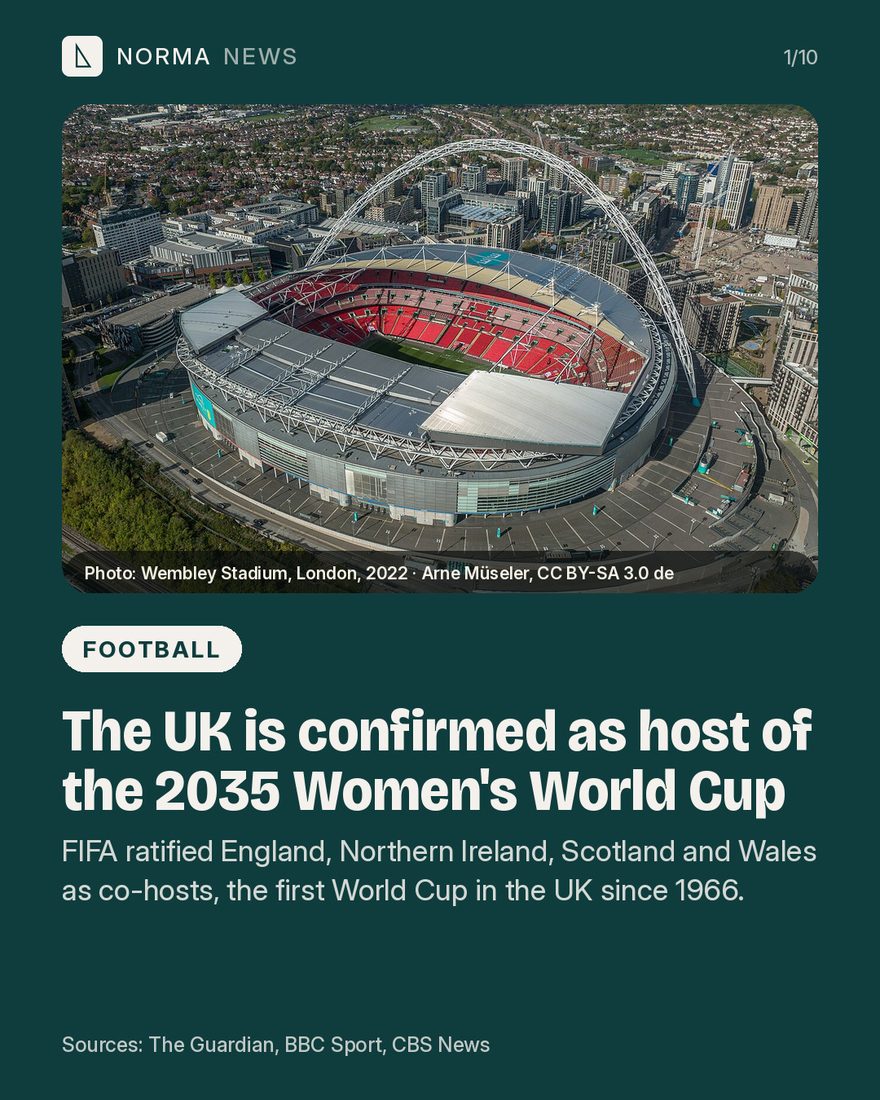 NORMA NEWS
1/10
Photo: Wembley Stadium, London, 2022 · Arne Müseler, CC BY-SA 3.0 de
FOOTBALL
The UK is confirmed as host of
the 2035 Women's World Cup
FIFA ratified England, Northern Ireland, Scotland and Wales
as co-hosts, the first World Cup in the UK since 1966.
Sources: The Guardian, BBC Sport, CBS News